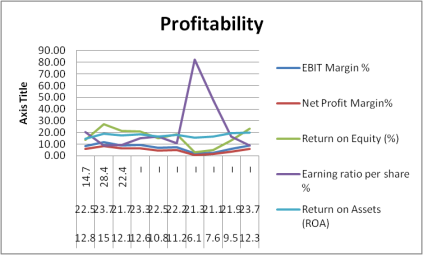 Profitability
Axis Title
90.00
80.00
70.00
60.00
50.00
40.00
30.00
20.00
10.00
0.00
EBIT Margin %
Net Profit Margin%
Return on Equity (%)
Earning ratio per share %
Return on Assets (ROA)
14.7 28.4 22.4 I I I I I I I
22.5 23.7 21.7 23.3 22.5 22.2 21.3 21.1 21.9 23.7
12.8 15 12.1 12.6 10.8 11.2 6.1 7.6 9.5 12.3